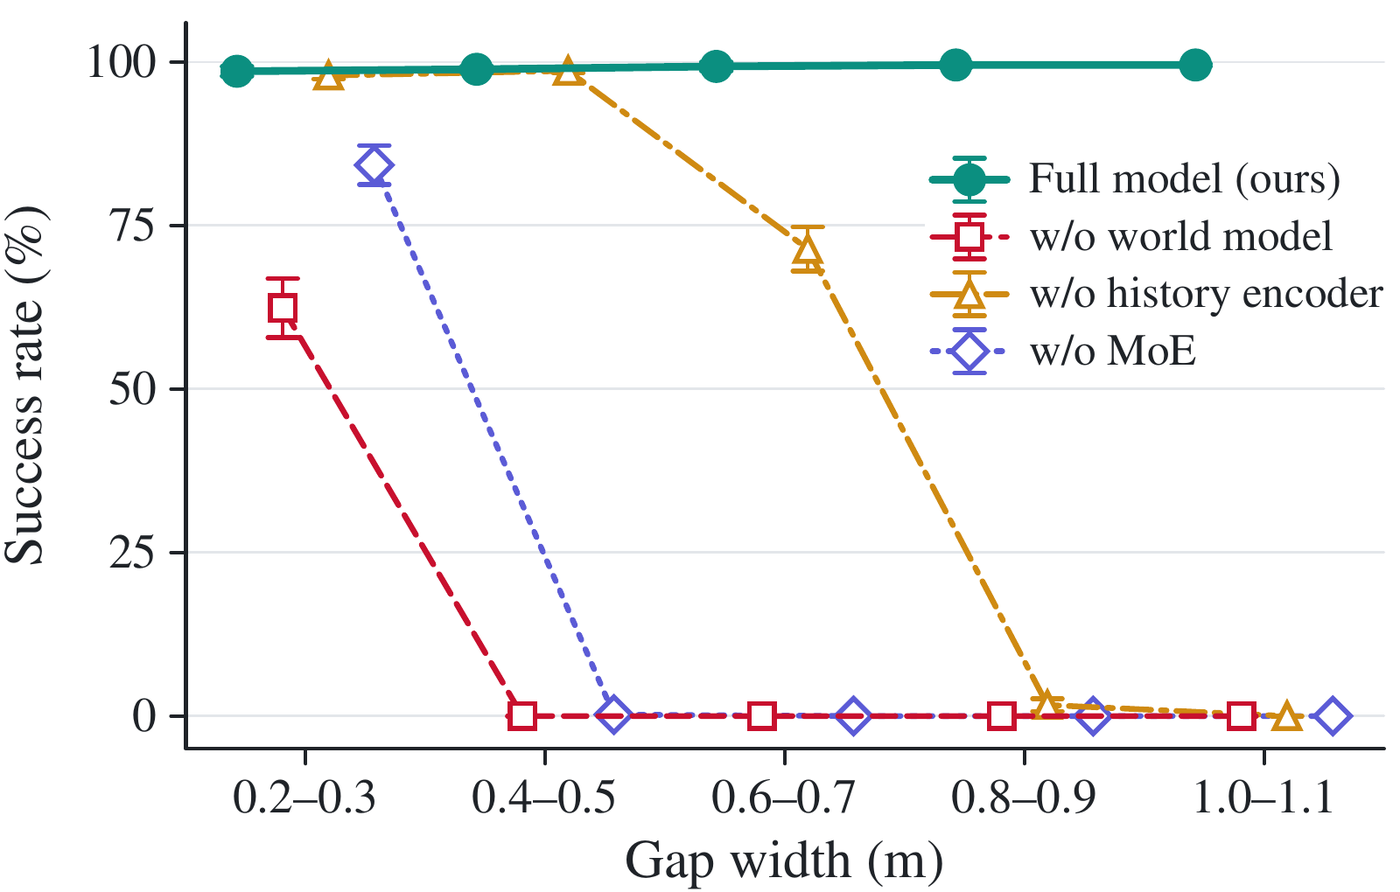 Success rate (%)
100
75
50
25
0
Full model (ours)
w/o world model
w/o history encoder
w/o MoE
0.2–0.3
0.4–0.5
0.6–0.7
0.8–0.9
1.0–1.1
Gap width (m)